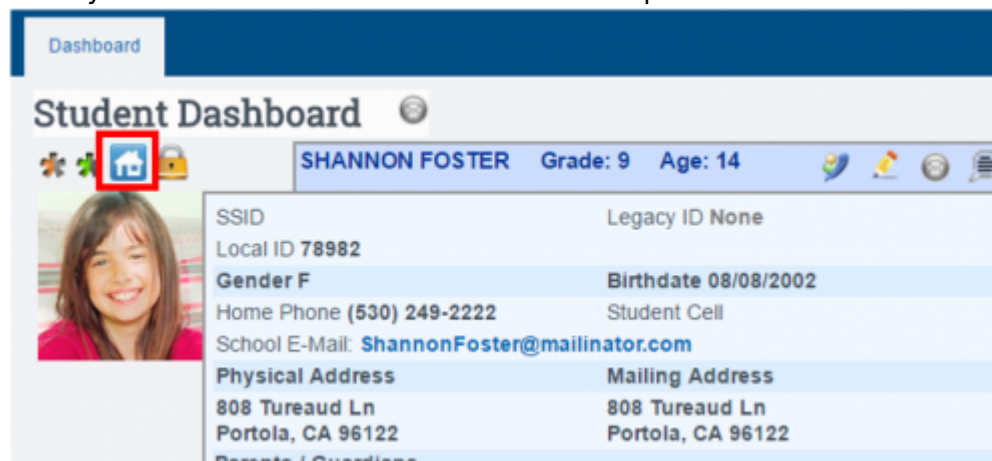 Dashboard
Student Dashboard
SHANNON FOSTER Grade: 9 Age: 14
SSID Legacy ID None
Local ID 78982
Gender F Birthdate 08/08/2002
Home Phone (530) 249-2222 Student Cell
School E-Mail: ShannonFoster@mailinator.com
Physical Address Mailing Address
808 Tureaud Ln 808 Tureaud Ln
Portola, CA 96122 Portola, CA 96122
Parents / Guardians